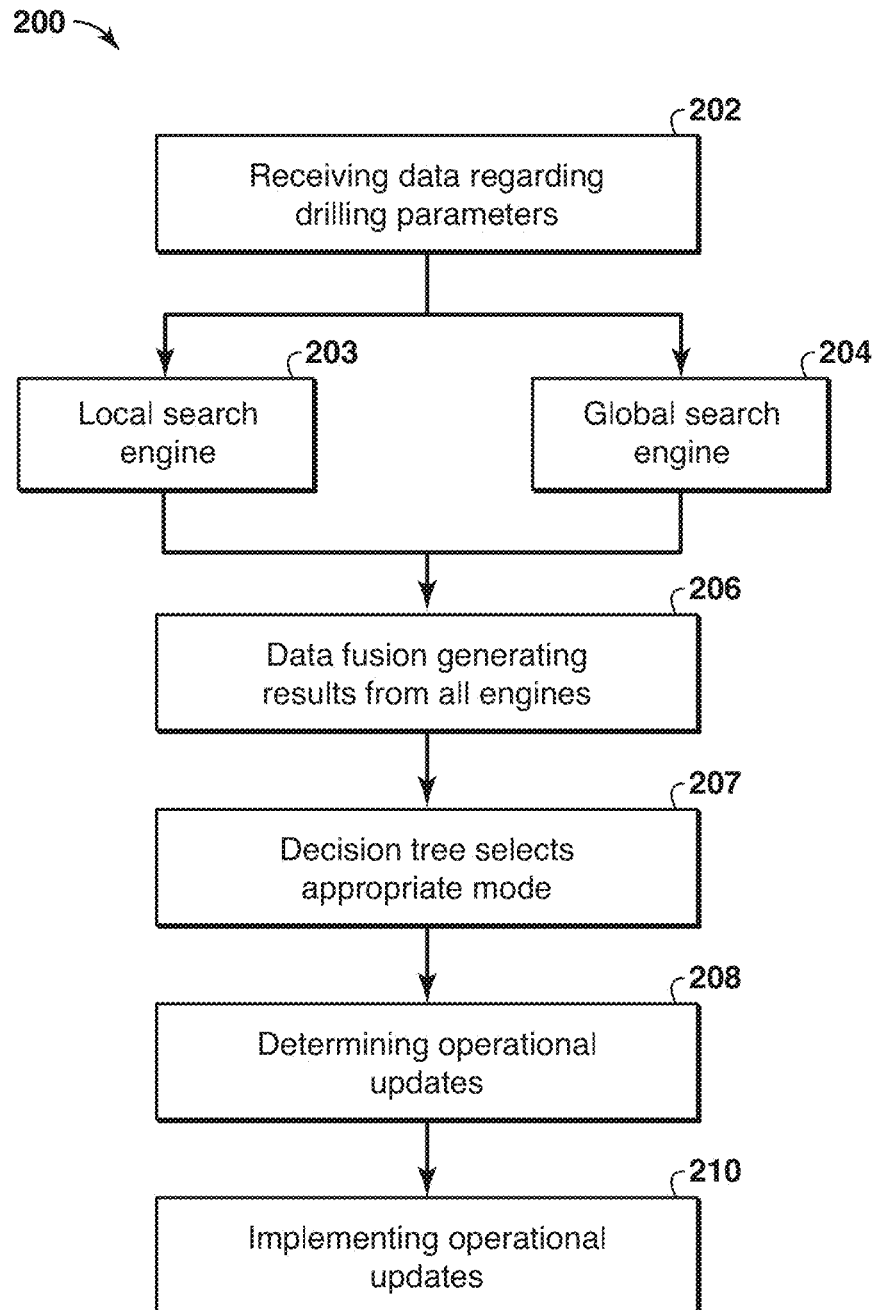 200
202
Receiving data regarding
drilling parameters
203
204
Local search
engine
Global search
engine
206
Data fusion generating
results from all engines
207
Decision tree selects
appropriate mode
208
Determining operational
updates
210
Implementing operational
updates